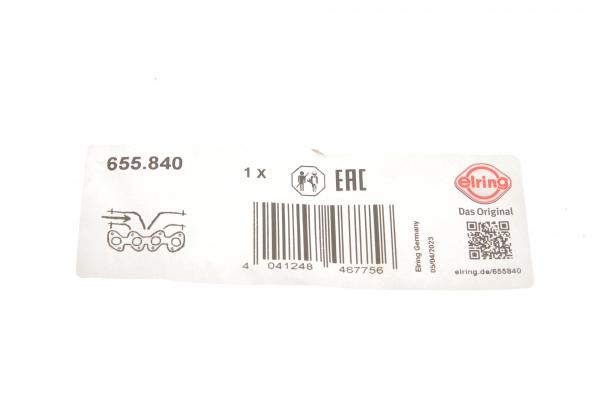 655.840
1 x
EAC
4 041248 467756
Elring Germany
05/04/2023
elring
Das Original
elring.de/655840